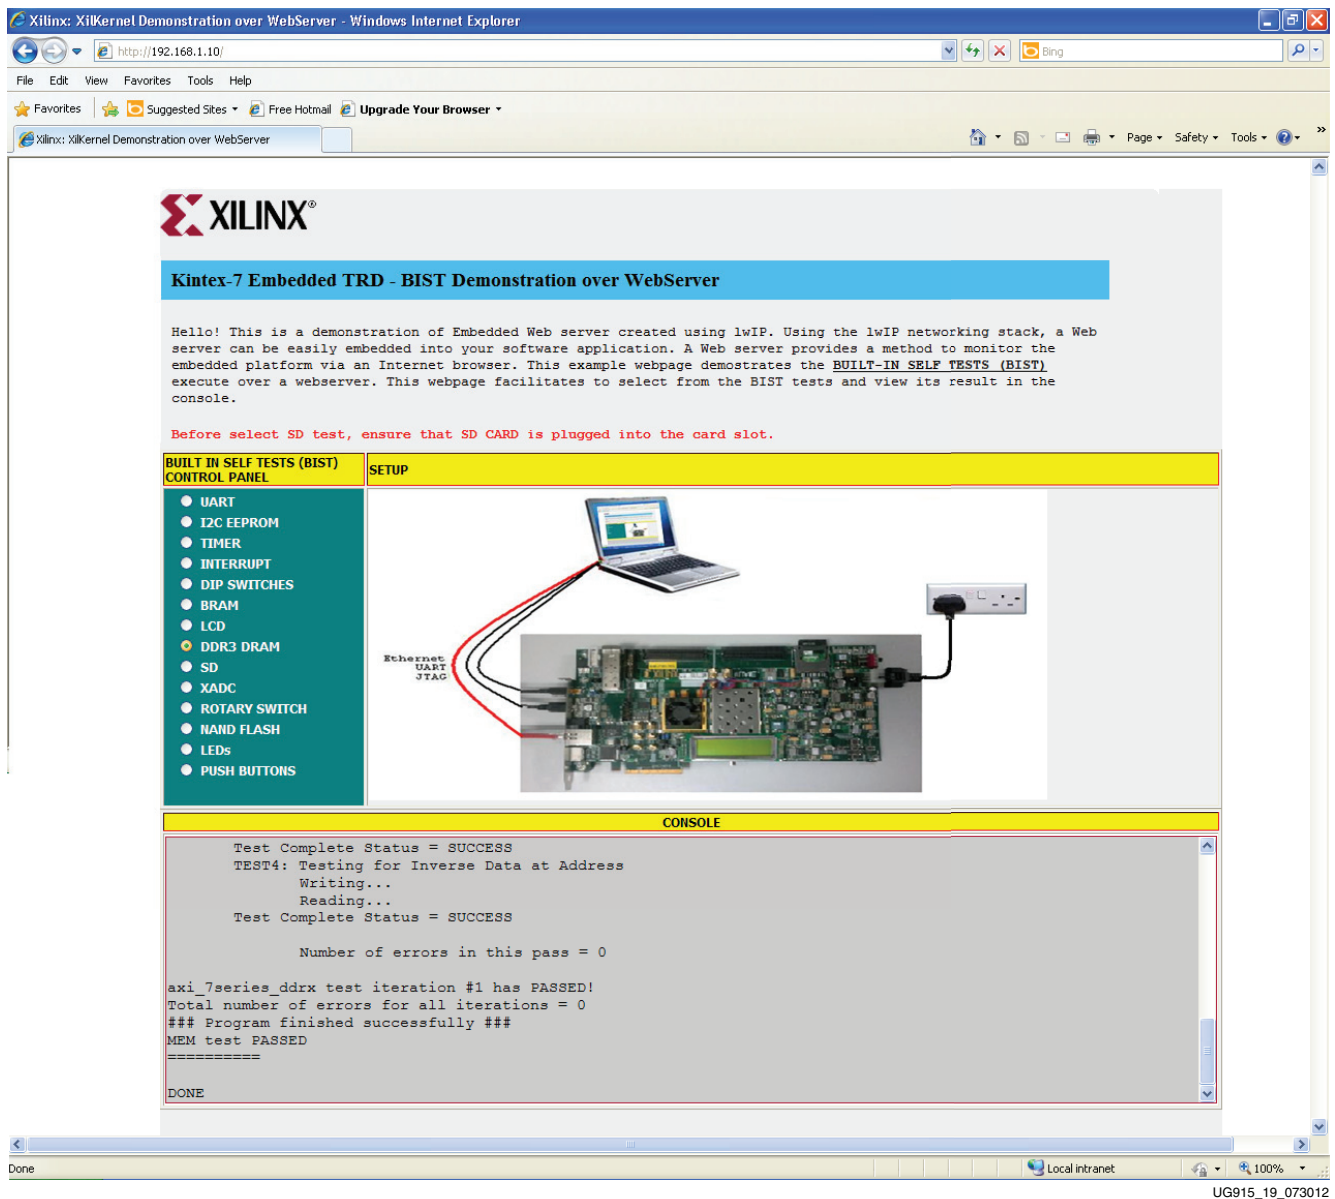 Xilinx: XilKernel Demonstration over WebServer - Windows Internet Explorer
http://192.168.1.10/
Bing
File Edit View Favorites Tools Help
Favorites Suggested Sites Free Hotmail Upgrade Your Browser
Xilinx: XilKernel Demonstration over WebServer
Page Safety Tools »
XILINX®
Kintex-7 Embedded TRD - BIST Demonstration over WebServer
Hello! This is a demonstration of Embedded Web server created using lwIP. Using the lwIP networking stack, a Web
server can be easily embedded into your software application. A Web server provides a method to monitor the
embedded platform via an Internet browser. This example webpage demostrates the BUILT-IN SELF TESTS (BIST)
execute over a webserver. This webpage facilitates to select from the BIST tests and view its result in the
console.
Before select SD test, ensure that SD CARD is plugged into the card slot.
BUILT IN SELF TESTS (BIST)
CONTROL PANEL
SETUP
UART
I2C EEPROM
TIMER
INTERRUPT
DIP SWITCHES
BRAM
LCD
DDR3 DRAM
SD
XADC
ROTARY SWITCH
NAND FLASH
LEDs
PUSH BUTTONS
Ethernet
UART
JTAG
CONSOLE
Test Complete Status = SUCCESS
TEST4: Testing for Inverse Data at Address
Writing...
Reading...
Test Complete Status = SUCCESS
Number of errors in this pass = 0
axi_7series_ddrx test iteration #1 has PASSED!
Total number of errors for all iterations = 0
### Program finished successfully ###
MEM test PASSED
==========
DONE
Done
Local intranet
100%
UG915_19_073012